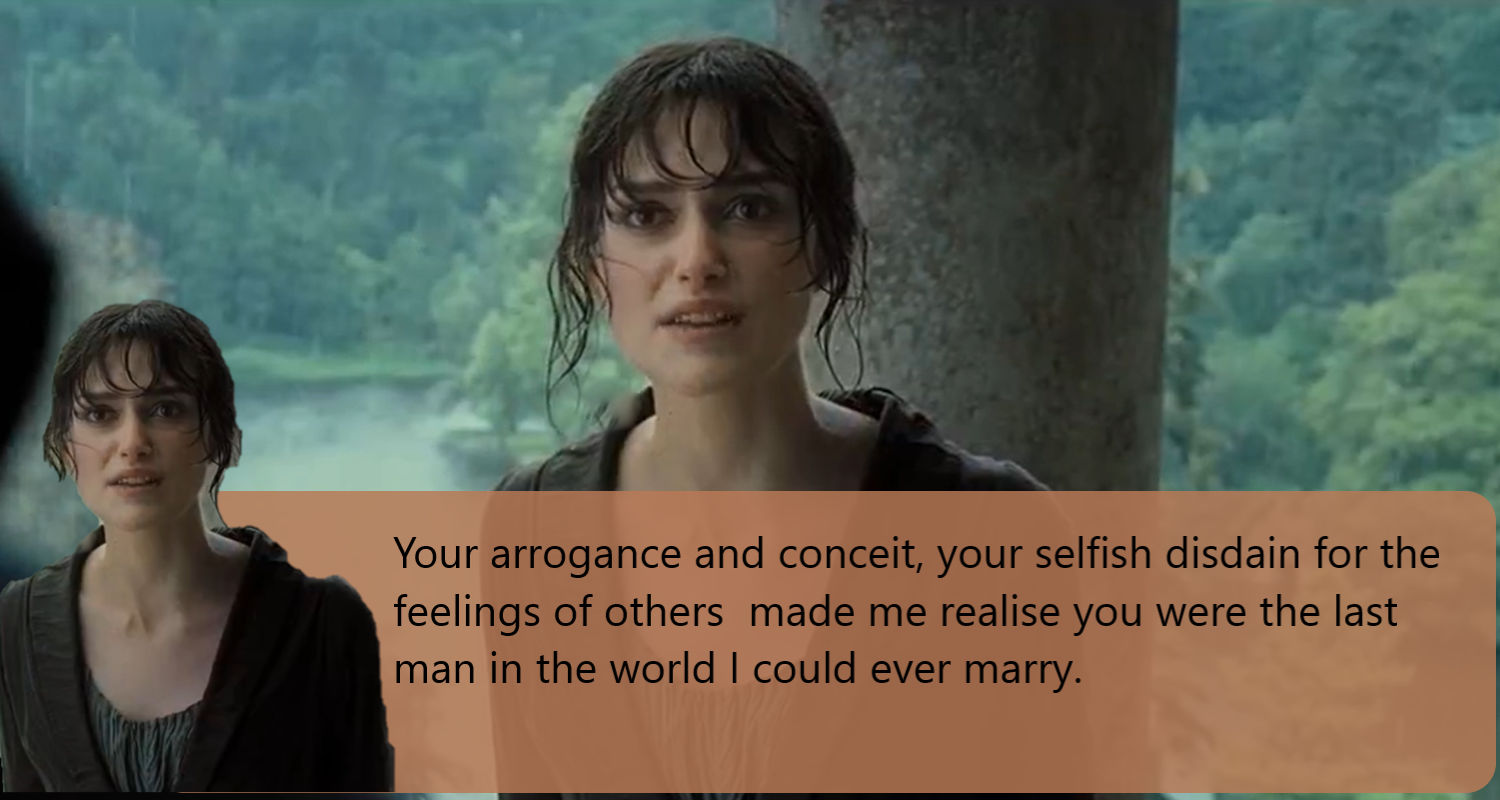 Your arrogance and conceit, your selfish disdain for the
feelings of others  made me realise you were the last
man in the world I could ever marry.